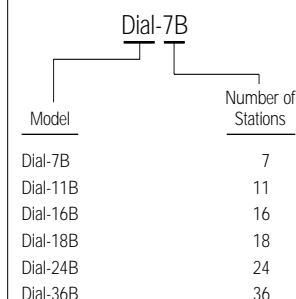 Dial-7B
Number of
Model Stations
Dial-7B 7
Dial-11B 11
Dial-16B 16
Dial-18B 18
Dial-24B 24
Dial-36B 36